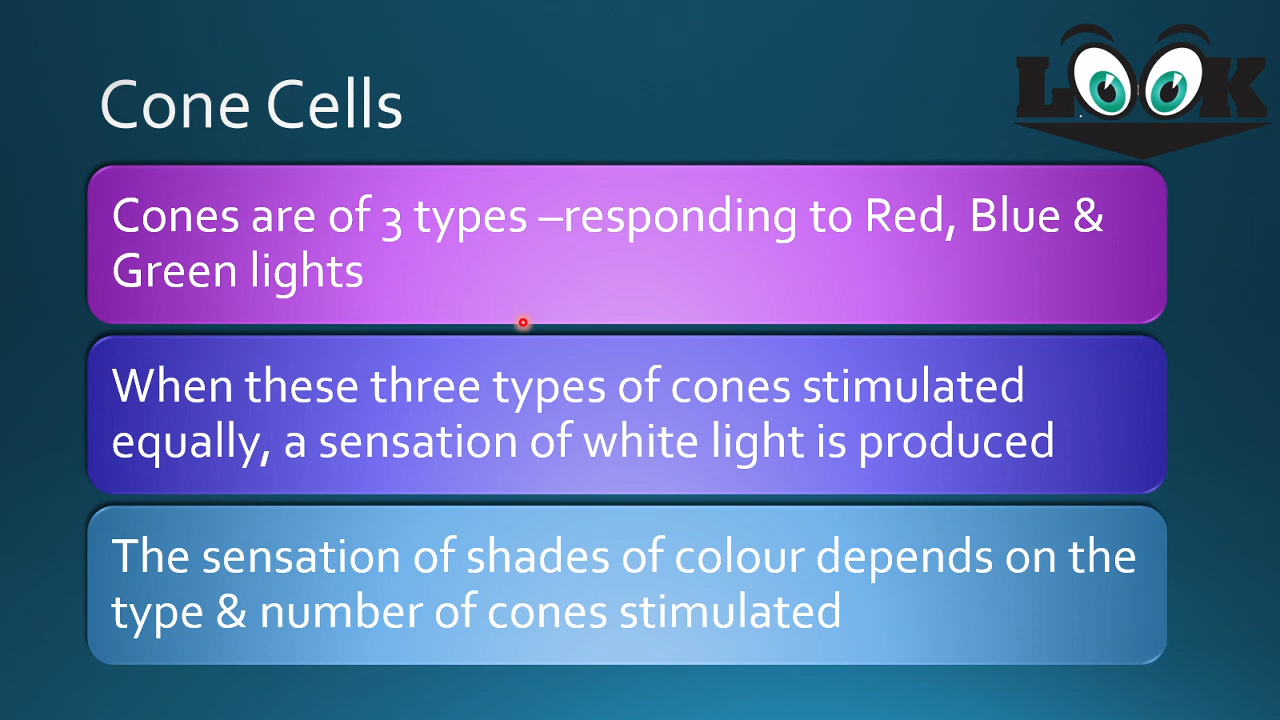 LOOK
Cone Cells
Cones are of 3 types –responding to Red, Blue &
Green lights
When these three types of cones stimulated
equally, a sensation of white light is produced
The sensation of shades of colour depends on the
type & number of cones stimulated